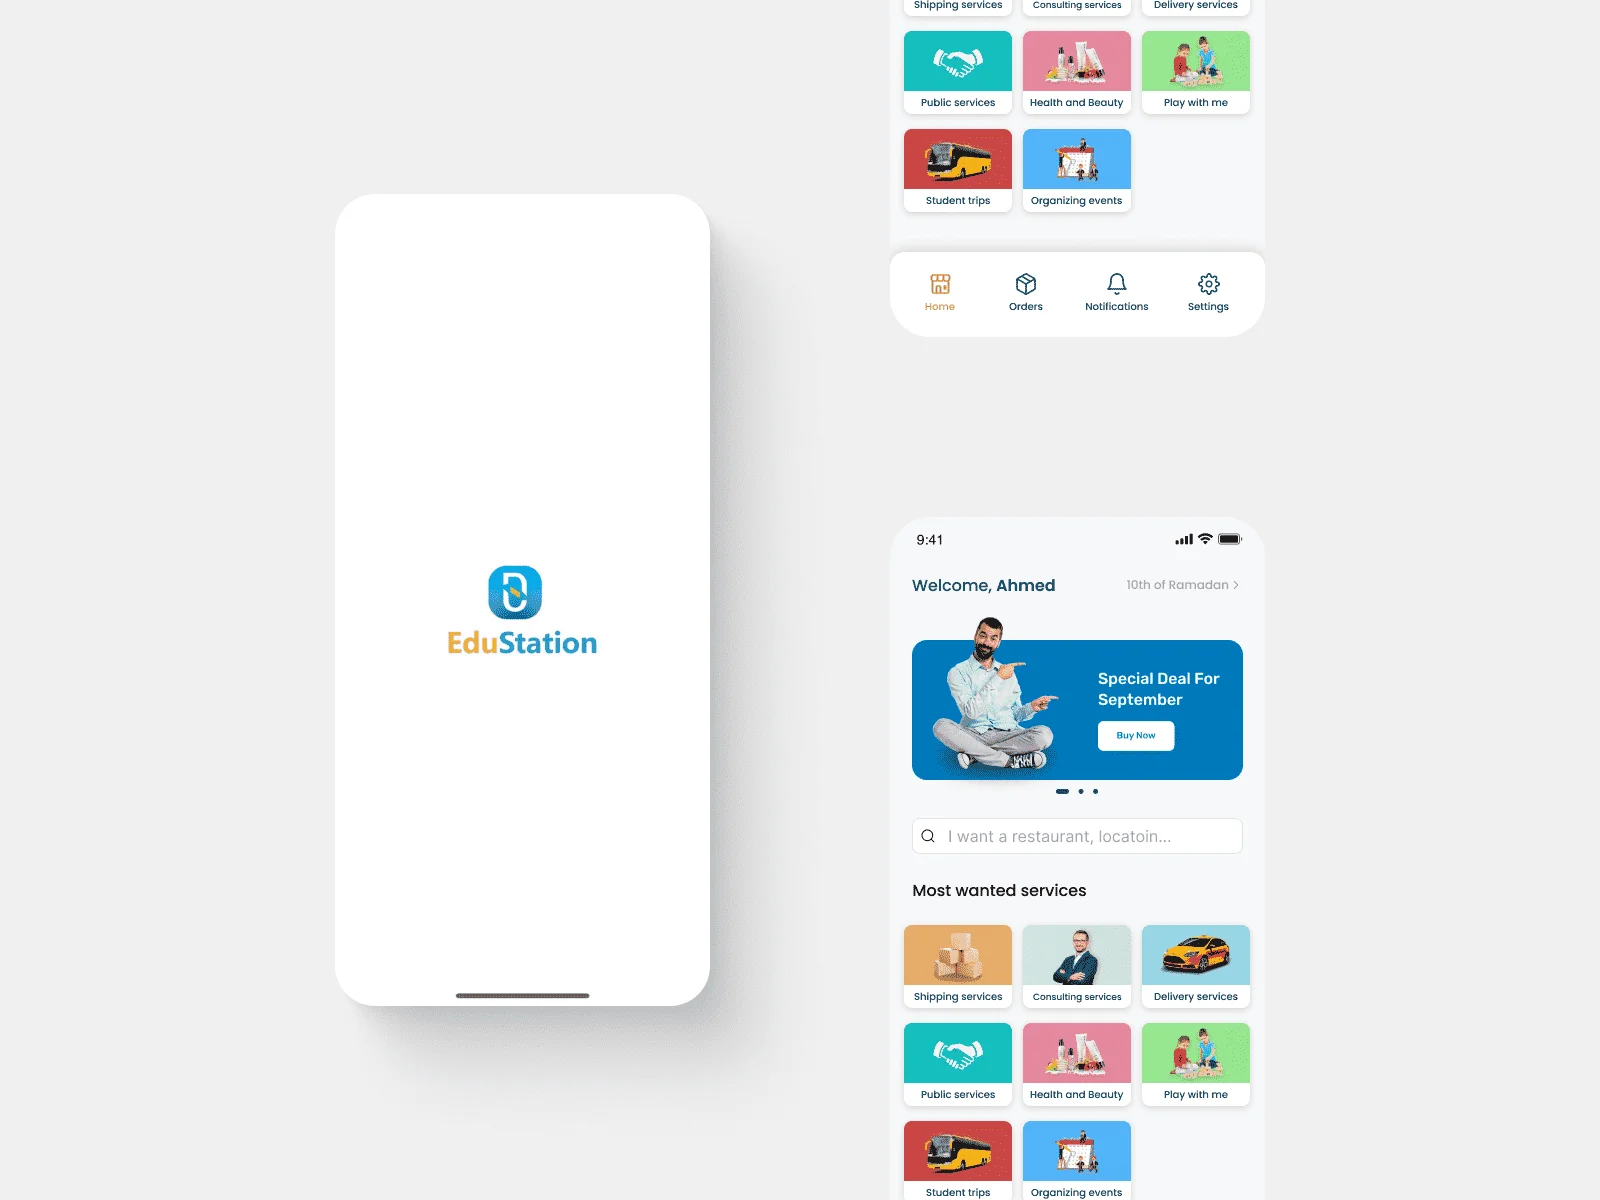 Shipping services
Consulting services
Delivery services
Public services
Health and Beauty
Play with me
Student trips
Organizing events
Home
Orders
Notifications
Settings
EduStation
9:41
Welcome, Ahmed
10th of Ramadan >
Special Deal For
September
Buy Now
I want a restaurant, locatoin...
Most wanted services
Shipping services
Consulting services
Delivery services
Public services
Health and Beauty
Play with me
Student trips
Organizing events